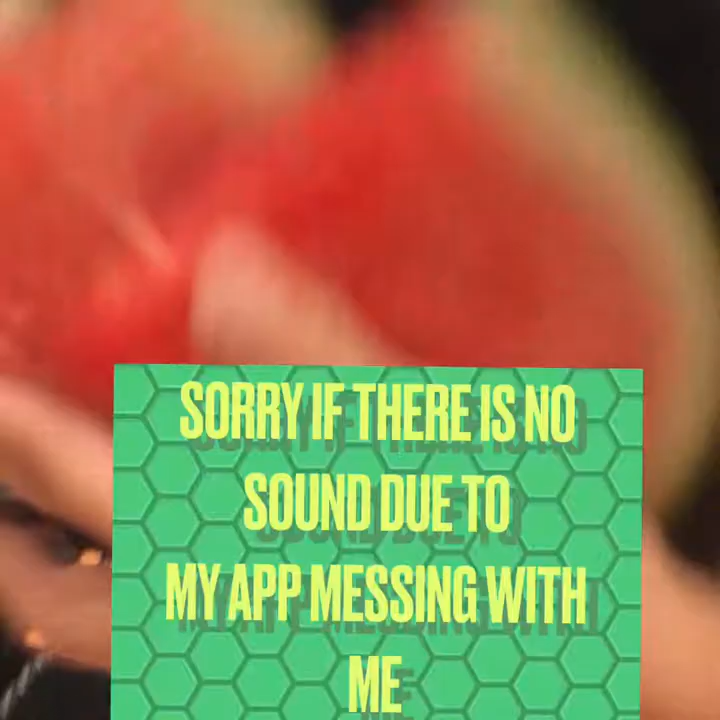 SORRY IF THERE IS NO
SOUND DUE TO
MY APP MESSING WITH
ME